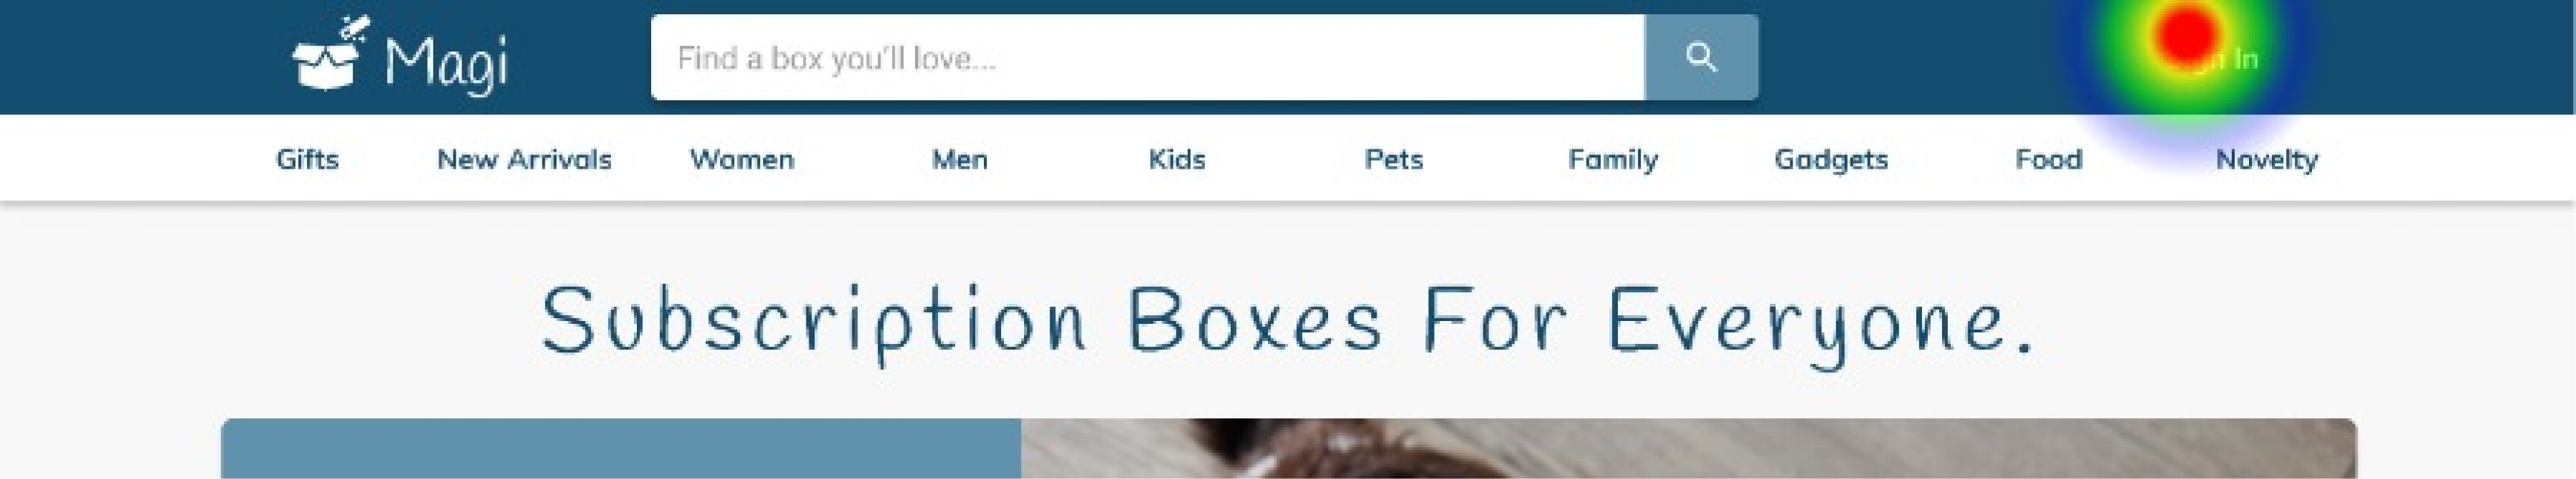 Magi
Find a box you'll love...
In
Gifts New Arrivals Women Men Kids Pets Family Gadgets Food Novelty
Subscription Boxes For Everyone.